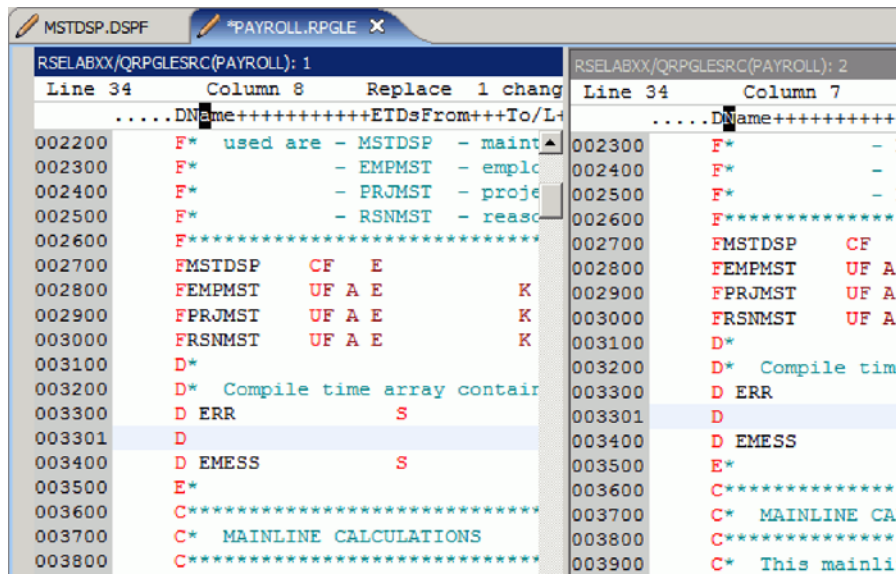 MSTDSP.DSPF *PAYROLL.RPGLE
RSELABXX/QRPGLESRC(PAYROLL): 1
Line 34 Column 8 Replace 1 chang
.....DName+++++++++++ETDsFrom+++To/L+
002200 F* used are - MSTDSP - maint
002300 F* - EMPMST - emplo
002400 F* - PRJMST - proje
002500 F* - RSNMST - reaso
002600 F*****************************
002700 FMSTDSP CF E
002800 FEMPMST UF A E K
002900 FPRJMST UF A E K
003000 FRSNMST UF A E K
003100 D*
003200 D* Compile time array contain
003300 D ERR S
003301 D
003400 D EMESS S
003500 E*
003600 C*****************************
003700 C* MAINLINE CALCULATIONS
003800 C*****************************
RSELABXX/QRPGLESRC(PAYROLL): 2
Line 34 Column 7
.....DName++++++++++
002300 F* -
002400 F* -
002500 F* -
002600 F**************
002700 FMSTDSP CF
002800 FEMPMST UF A
002900 FPRJMST UF A
003000 FRSNMST UF A
003100 D*
003200 D* Compile tim
003300 D ERR
003301 D
003400 D EMESS
003500 E*
003600 C**************
003700 C* MAINLINE CA
003800 C**************
003900 C* This mainli